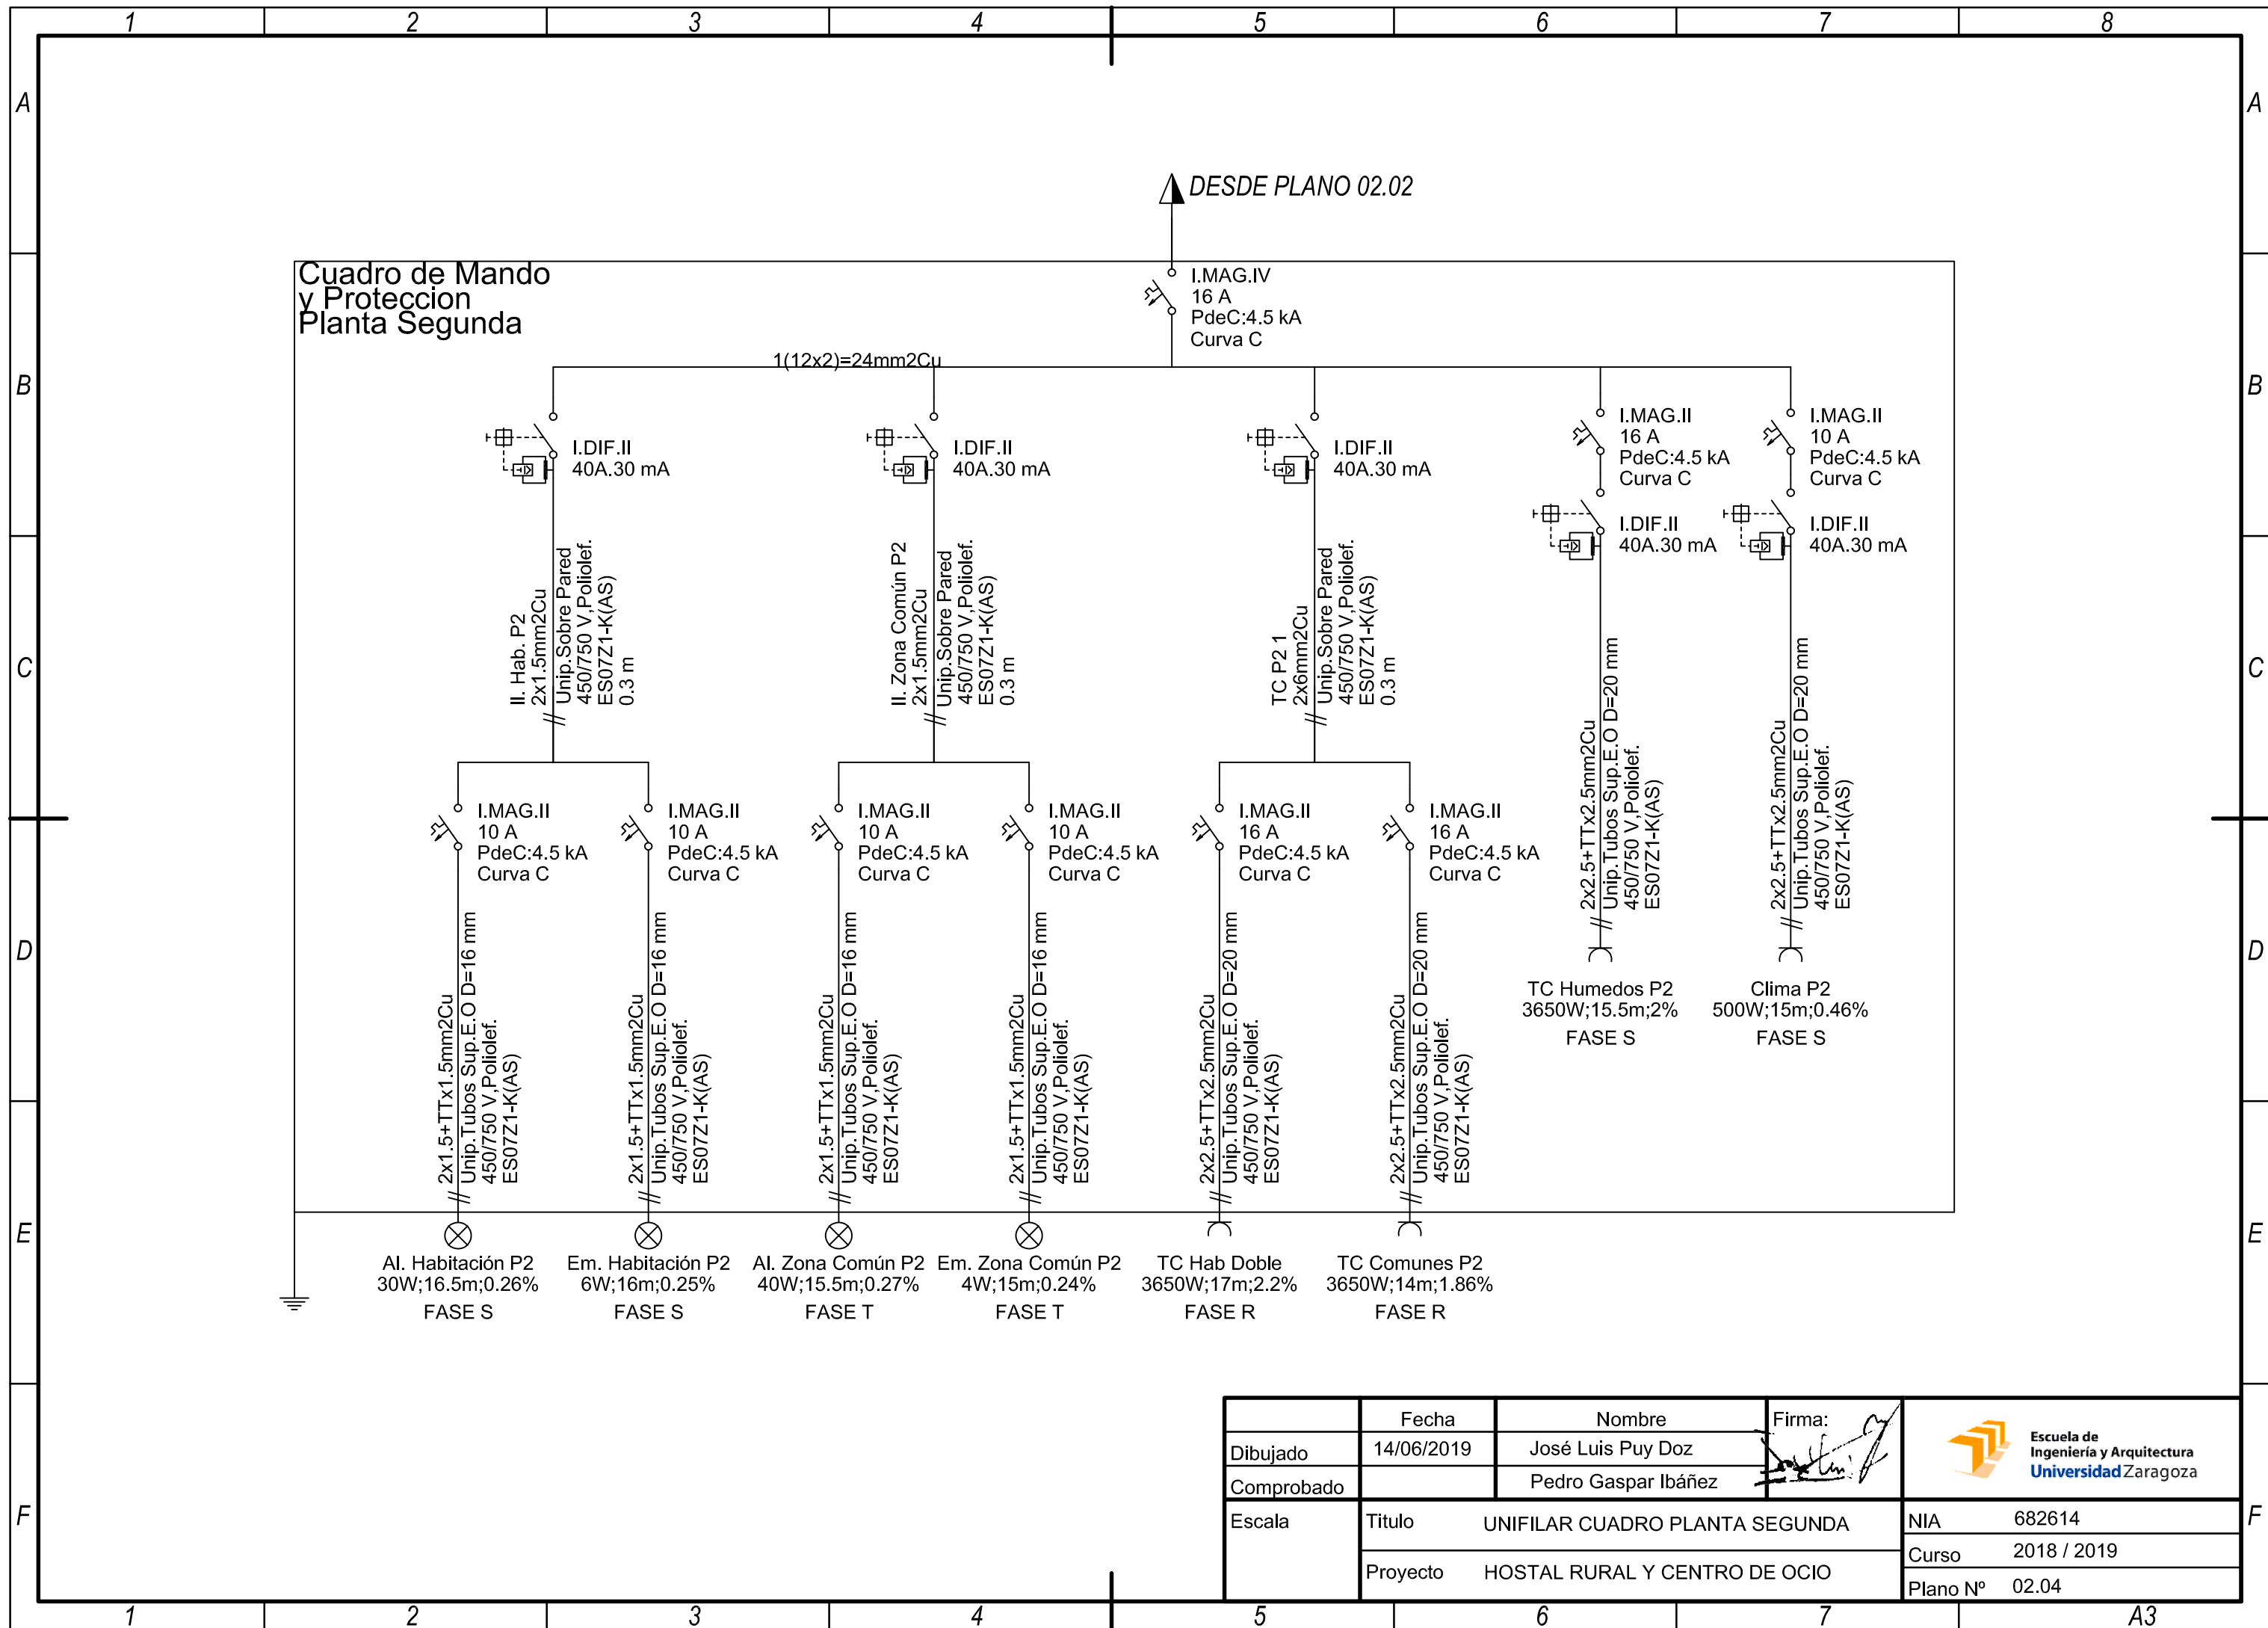 1 2 3 4 5 6 7 8
A A
B B
C C
D D
E E
F F
DESDE PLANO 02.02
Cuadro de Mando
y Proteccion
Planta Segunda
I.MAG.IV
16 A
PdeC:4.5 kA
Curva C
1(12x2)=24mm2Cu
I.DIF.II
40A.30 mA
I.DIF.II
40A.30 mA
I.DIF.II
40A.30 mA
I.MAG.II
16 A
PdeC:4.5 kA
Curva C
I.DIF.II
40A.30 mA
I.MAG.II
10 A
PdeC:4.5 kA
Curva C
I.DIF.II
40A.30 mA
Il. Hab. P2
2x1.5mm2Cu
Unip.Sobre Pared
450/750 V,Poliolef.
ES07Z1-K(AS)
0.3 m
Il. Zona Común P2
2x1.5mm2Cu
Unip.Sobre Pared
450/750 V,Poliolef.
ES07Z1-K(AS)
0.3 m
TC P2 1
2x6mm2Cu
Unip.Sobre Pared
450/750 V,Poliolef.
ES07Z1-K(AS)
0.3 m
2x2.5+TTx2.5mm2Cu
Unip.Tubos Sup.E.O D=20 mm
450/750 V,Poliolef.
ES07Z1-K(AS)
2x2.5+TTx2.5mm2Cu
Unip.Tubos Sup.E.O D=20 mm
450/750 V,Poliolef.
ES07Z1-K(AS)
I.MAG.II
10 A
PdeC:4.5 kA
Curva C
I.MAG.II
10 A
PdeC:4.5 kA
Curva C
I.MAG.II
10 A
PdeC:4.5 kA
Curva C
I.MAG.II
10 A
PdeC:4.5 kA
Curva C
I.MAG.II
16 A
PdeC:4.5 kA
Curva C
I.MAG.II
16 A
PdeC:4.5 kA
Curva C
2x1.5+TTx1.5mm2Cu
Unip.Tubos Sup.E.O D=16 mm
450/750 V,Poliolef.
ES07Z1-K(AS)
2x1.5+TTx1.5mm2Cu
Unip.Tubos Sup.E.O D=16 mm
450/750 V,Poliolef.
ES07Z1-K(AS)
2x1.5+TTx1.5mm2Cu
Unip.Tubos Sup.E.O D=16 mm
450/750 V,Poliolef.
ES07Z1-K(AS)
2x1.5+TTx1.5mm2Cu
Unip.Tubos Sup.E.O D=16 mm
450/750 V,Poliolef.
ES07Z1-K(AS)
2x2.5+TTx2.5mm2Cu
Unip.Tubos Sup.E.O D=20 mm
450/750 V,Poliolef.
ES07Z1-K(AS)
2x2.5+TTx2.5mm2Cu
Unip.Tubos Sup.E.O D=20 mm
450/750 V,Poliolef.
ES07Z1-K(AS)
TC Humedos P2
3650W;15.5m;2%
FASE S
Clima P2
500W;15m;0.46%
FASE S
Al. Habitación P2
30W;16.5m;0.26%
FASE S
Em. Habitación P2
6W;16m;0.25%
FASE S
Al. Zona Común P2
40W;15.5m;0.27%
FASE T
Em. Zona Común P2
4W;15m;0.24%
FASE T
TC Hab Doble
3650W;17m;2.2%
FASE R
TC Comunes P2
3650W;14m;1.86%
FASE R
Fecha Nombre Firma:
Dibujado 14/06/2019 José Luis Puy Doz
Comprobado Pedro Gaspar Ibáñez
Escuela de
Ingeniería y Arquitectura
Universidad Zaragoza
Escala Titulo UNIFILAR CUADRO PLANTA SEGUNDA
Proyecto HOSTAL RURAL Y CENTRO DE OCIO
NIA 682614
Curso 2018 / 2019
Plano Nº 02.04
1 2 3 4 5 6 7 A3